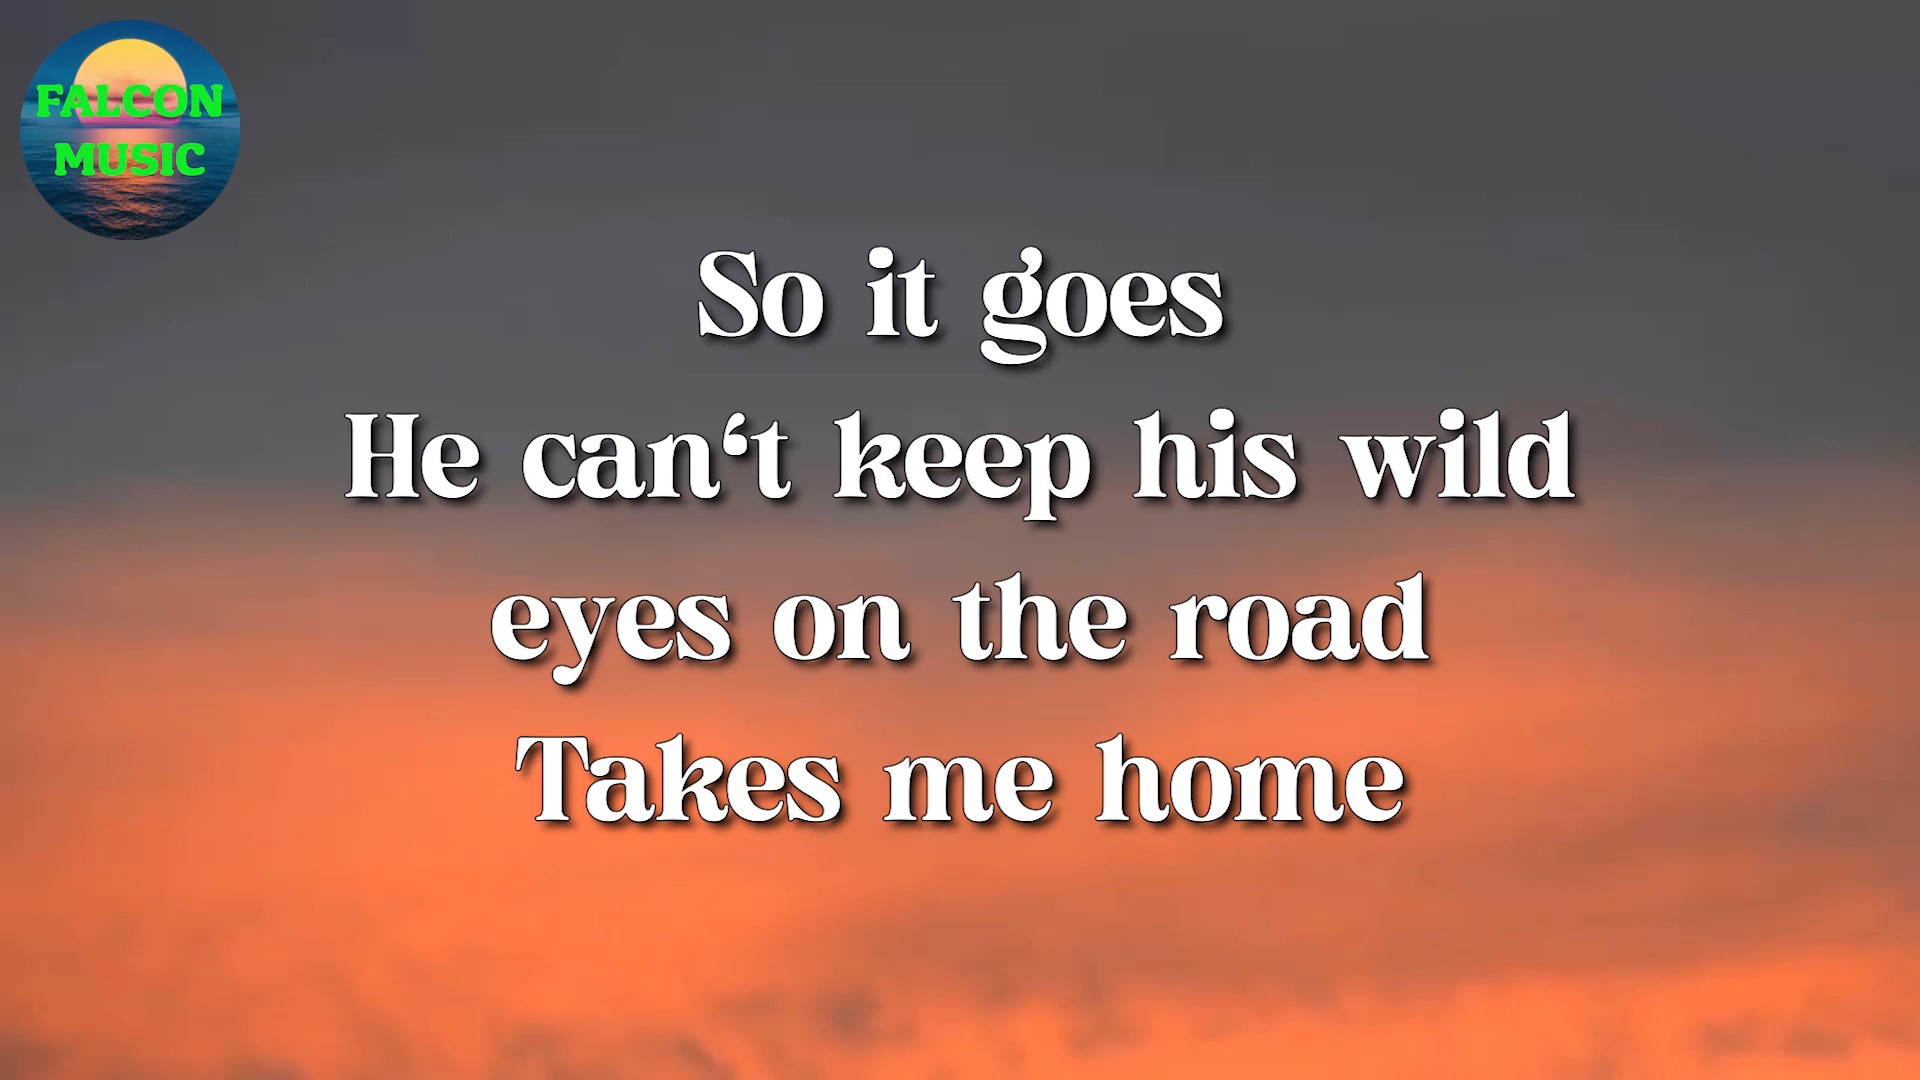 FALCON
MUSIC
So it goes
He can‘t keep his wild
eyes on the road
Takes me home